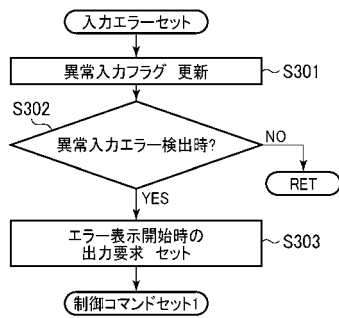 入力エラーセット
異常入力フラグ 更新
S301
S302
異常入力エラー検出時?
NO
RET
YES
エラー表示開始時の
出力要求 セット
S303
制御コマンドセット1